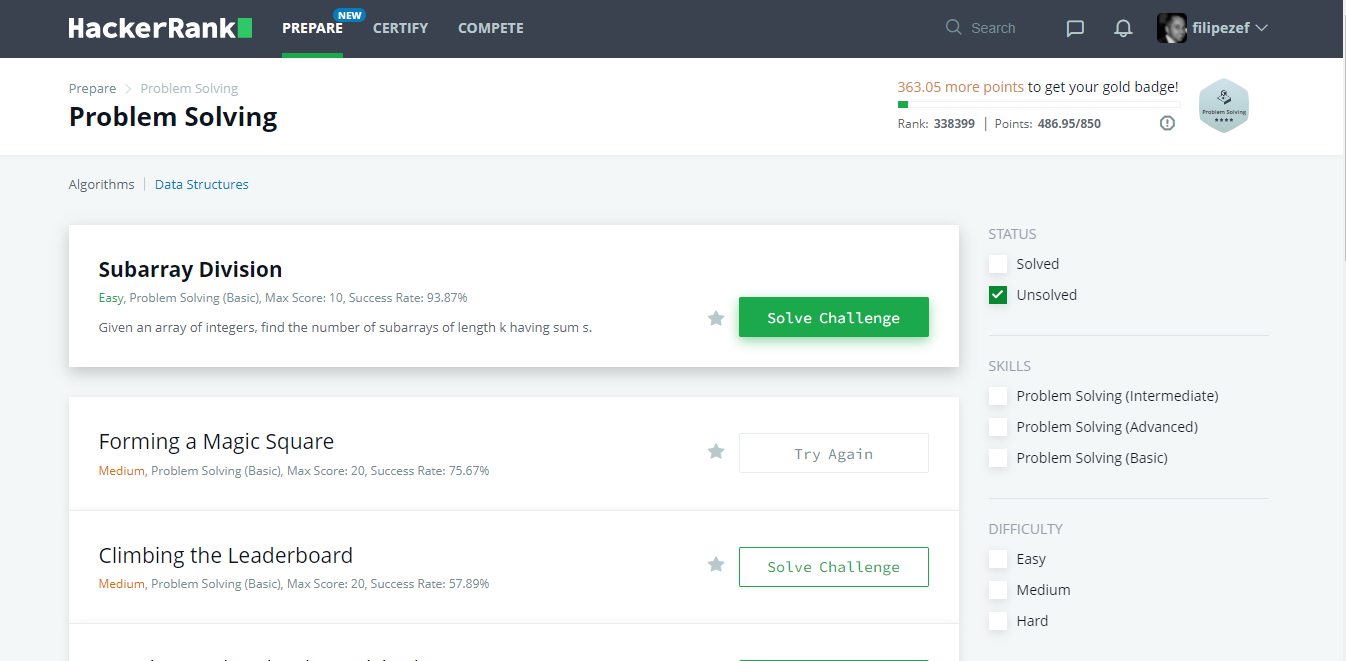 HackerRank
PREPARE
NEW
CERTIFY
COMPETE
Search
filipezef
Prepare
Problem Solving
Problem Solving
363.05 more points to get your gold badge!
Rank: 338399 | Points: 486.95/850
Problem Solving
Algorithms
Data Structures
Subarray Division
Easy, Problem Solving (Basic), Max Score: 10, Success Rate: 93.87%
Given an array of integers, find the number of subarrays of length k having sum s.
Solve Challenge
Forming a Magic Square
Medium, Problem Solving (Basic), Max Score: 20, Success Rate: 75.67%
Try Again
Climbing the Leaderboard
Medium, Problem Solving (Basic), Max Score: 20, Success Rate: 57.89%
Solve Challenge
STATUS
Solved
Unsolved
SKILLS
Problem Solving (Intermediate)
Problem Solving (Advanced)
Problem Solving (Basic)
DIFFICULTY
Easy
Medium
Hard